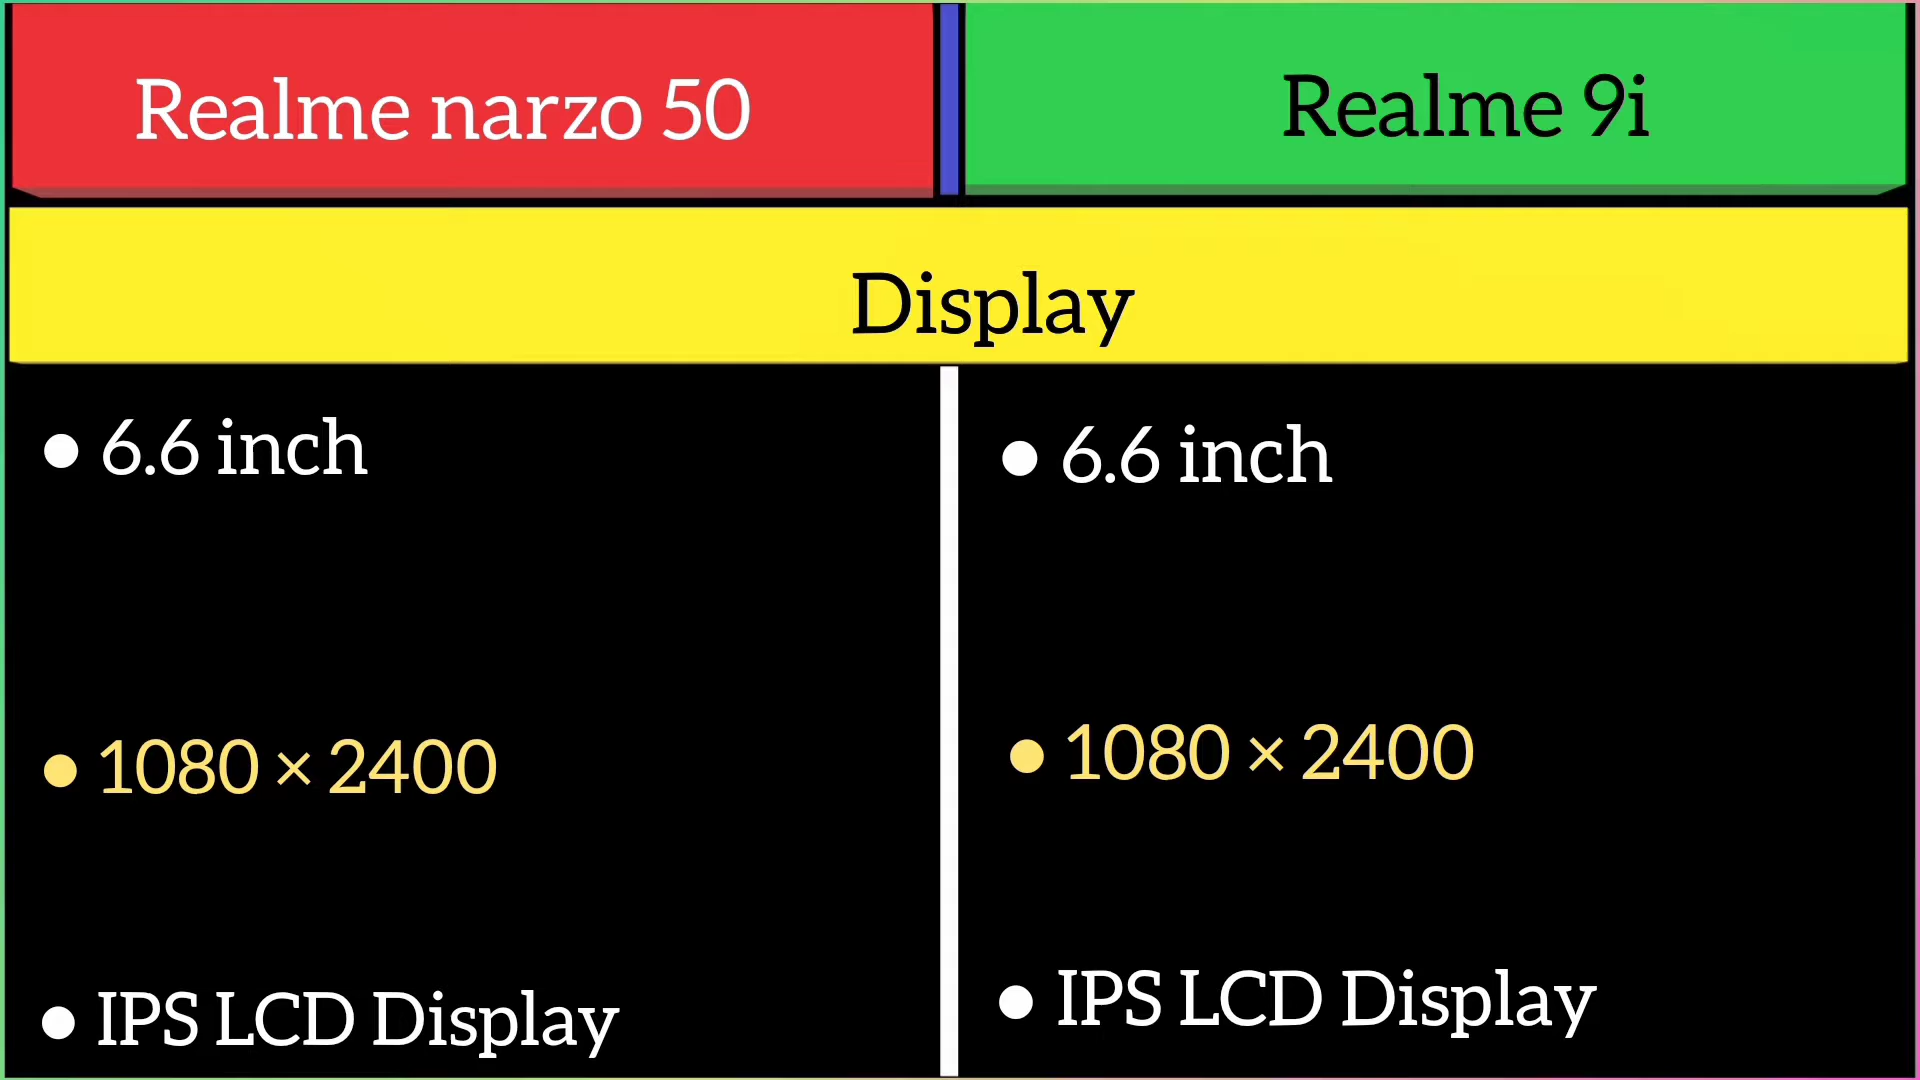 Realme narzo 50
Realme 9i
Display
● 6.6 inch
● 6.6 inch
● 1080 × 2400
● 1080 × 2400
● IPS LCD Display
● IPS LCD Display